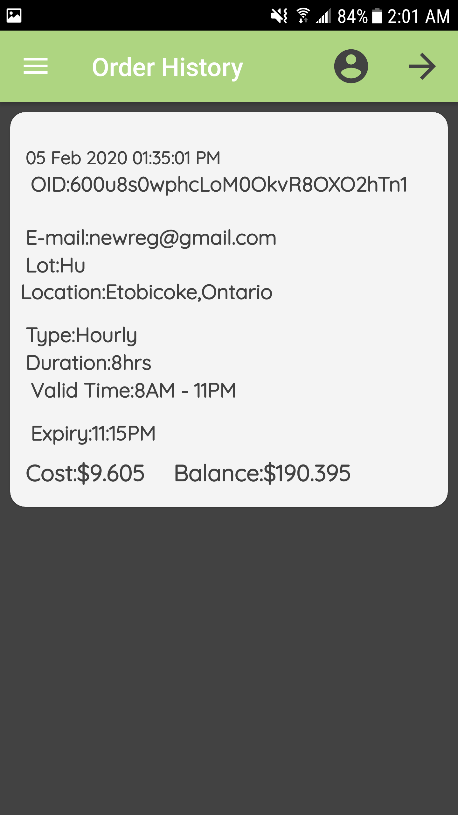 84% 2:01 AM
Order History
05 Feb 2020 01:35:01 PM
OID:600u8s0wphcLoM0OkvR8OXO2hTn1
E-mail:newreg@gmail.com
Lot:Hu
Location:Etobicoke,Ontario
Type:Hourly
Duration:8hrs
Valid Time:8AM - 11PM
Expiry:11:15PM
Cost:$9.605 Balance:$190.395